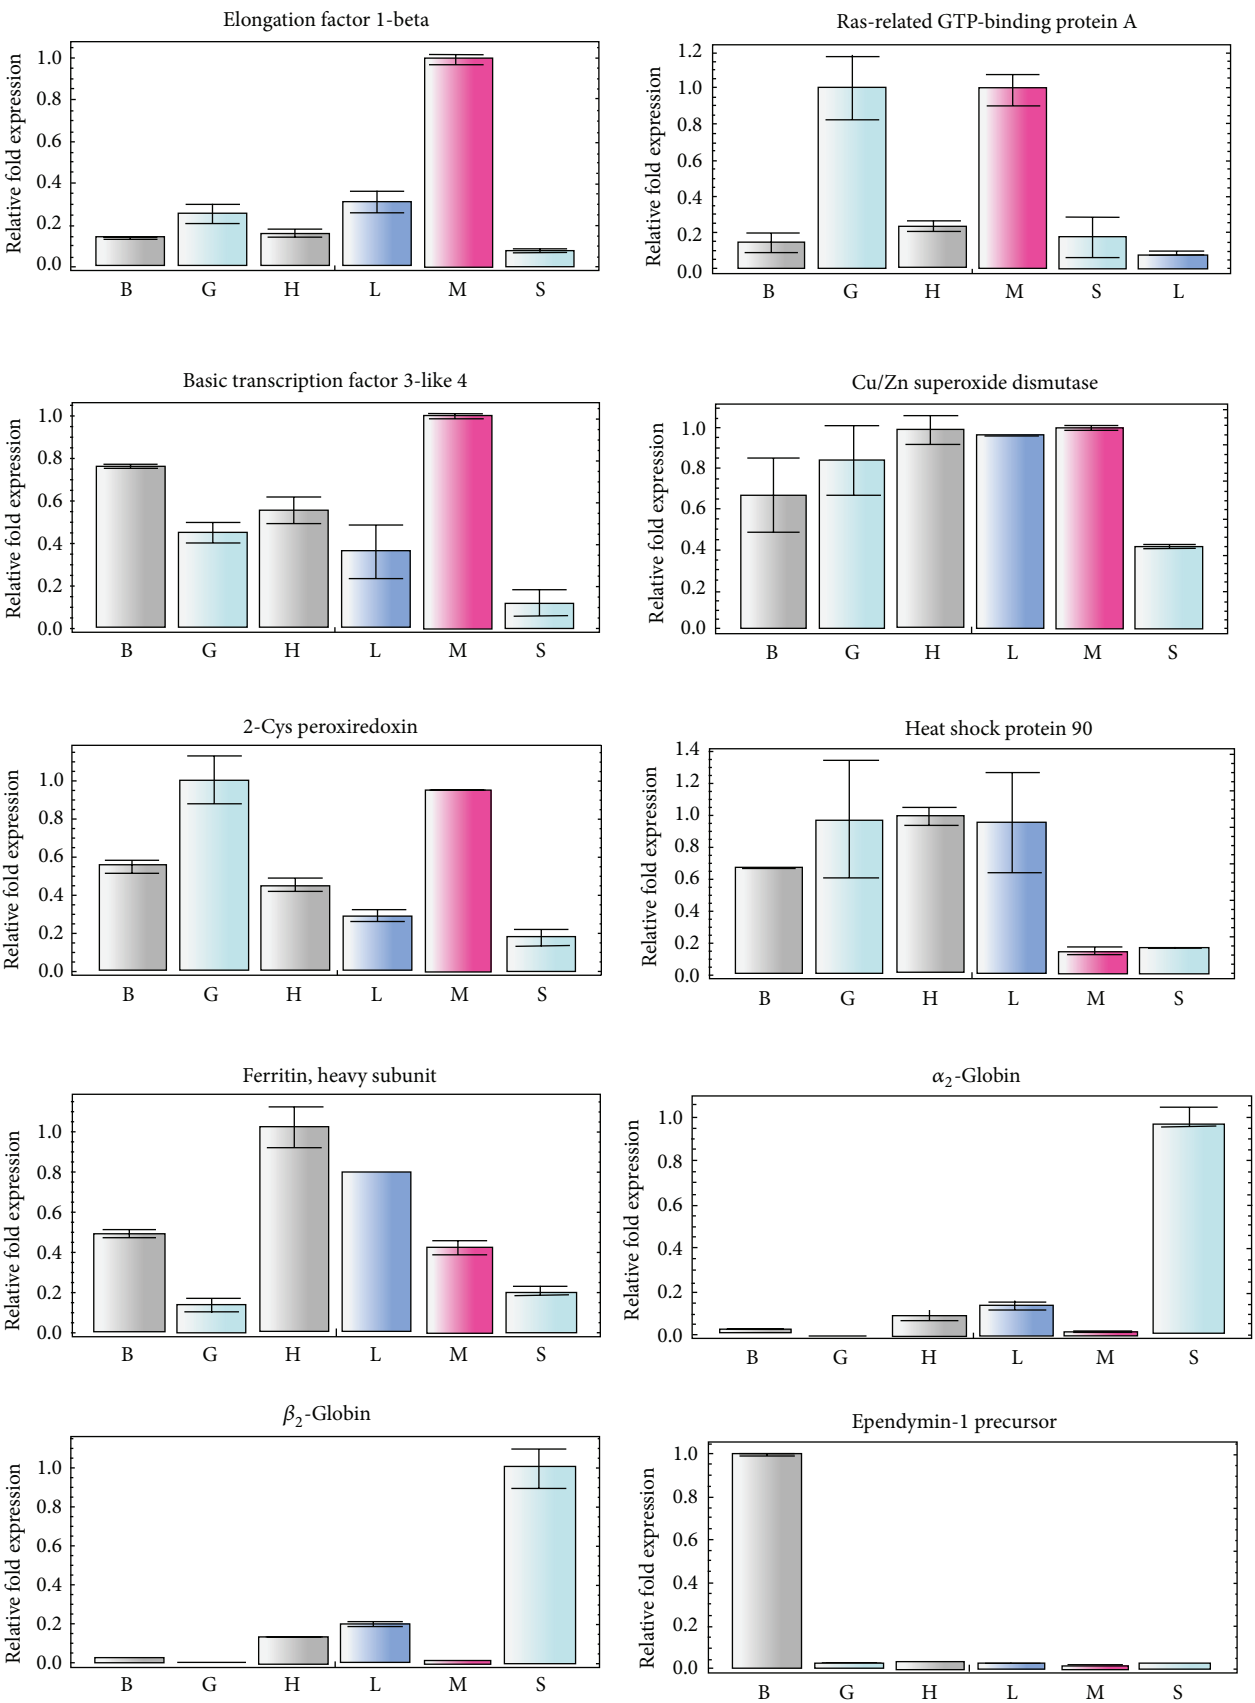 Elongation factor 1-beta
Relative fold expression
1.0
0.8
0.6
0.4
0.2
0.0
B G H L M S
Ras-related GTP-binding protein A
Relative fold expression
1.2
1.0
0.8
0.6
0.4
0.2
0.0
B G H M S L
Basic transcription factor 3-like 4
Relative fold expression
1.0
0.8
0.6
0.4
0.2
0.0
B G H L M S
Cu/Zn superoxide dismutase
Relative fold expression
1.0
0.8
0.6
0.4
0.2
0.0
B G H L M S
2-Cys peroxiredoxin
Relative fold expression
1.0
0.8
0.6
0.4
0.2
0.0
B G H L M S
Heat shock protein 90
Relative fold expression
1.4
1.2
1.0
0.8
0.6
0.4
0.2
0.0
B G H L M S
Ferritin, heavy subunit
Relative fold expression
1.0
0.8
0.6
0.4
0.2
0.0
B G H L M S
α₂-Globin
Relative fold expression
1.0
0.8
0.6
0.4
0.2
0.0
B G H L M S
β₂-Globin
Relative fold expression
1.0
0.8
0.6
0.4
0.2
0.0
B G H L M S
Ependymin-1 precursor
Relative fold expression
1.0
0.8
0.6
0.4
0.2
0.0
B G H L M S